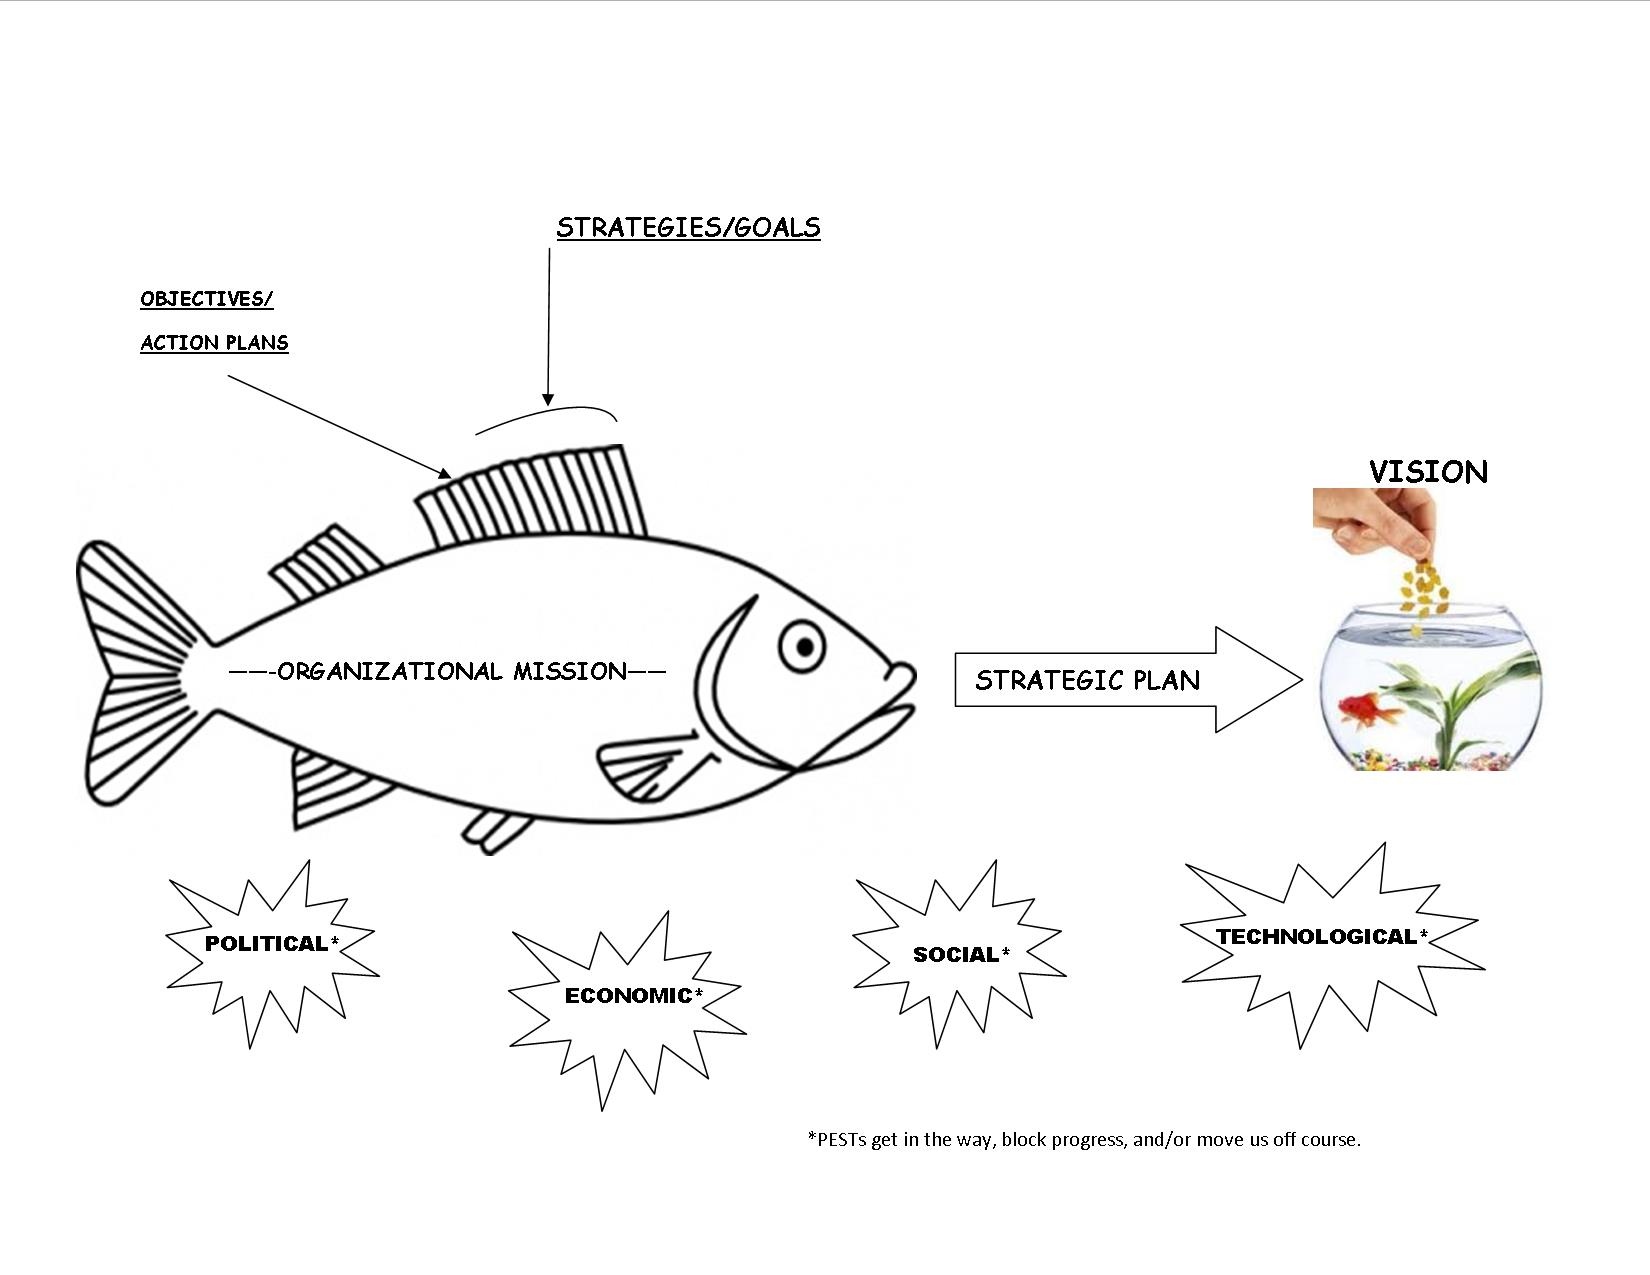 STRATEGIES/GOALS
OBJECTIVES/
ACTION PLANS
VISION
——-ORGANIZATIONAL MISSION——
STRATEGIC PLAN
POLITICAL*
ECONOMIC*
SOCIAL*
TECHNOLOGICAL*
*PESTs get in the way, block progress, and/or move us off course.